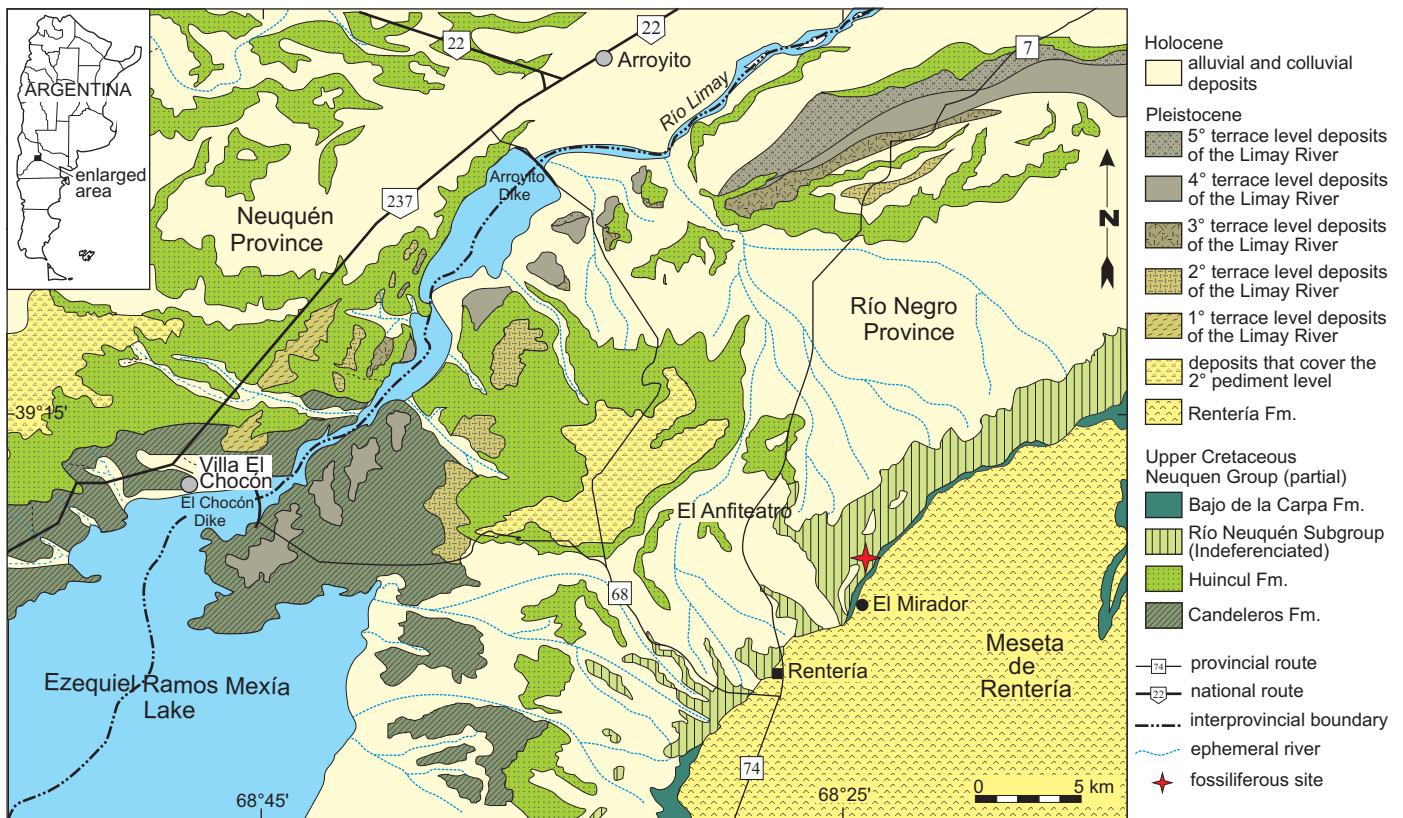 ARGENTINA
enlarged
area
22
22
Arroyito
7
Río Limay
Arroyito
Dike
Neuquén
Province
237
Río Negro
Province
N
39°15'
Villa El
Chocón
El Chocón
Dike
El Anfiteatro
68
El Mirador
Rentería
Meseta
de
Rentería
Ezequiel Ramos Mexía
Lake
74
68°45'
68°25'
0 5 km
Holocene
alluvial and colluvial
deposits
Pleistocene
5° terrace level deposits
of the Limay River
4° terrace level deposits
of the Limay River
3° terrace level deposits
of the Limay River
2° terrace level deposits
of the Limay River
1° terrace level deposits
of the Limay River
deposits that cover the
2° pediment level
Rentería Fm.
Upper Cretaceous
Neuquen Group (partial)
Bajo de la Carpa Fm.
Río Neuquén Subgroup
(Indeferenciated)
Huincul Fm.
Candeleros Fm.
74 provincial route
22 national route
interprovincial boundary
ephemeral river
fossiliferous site